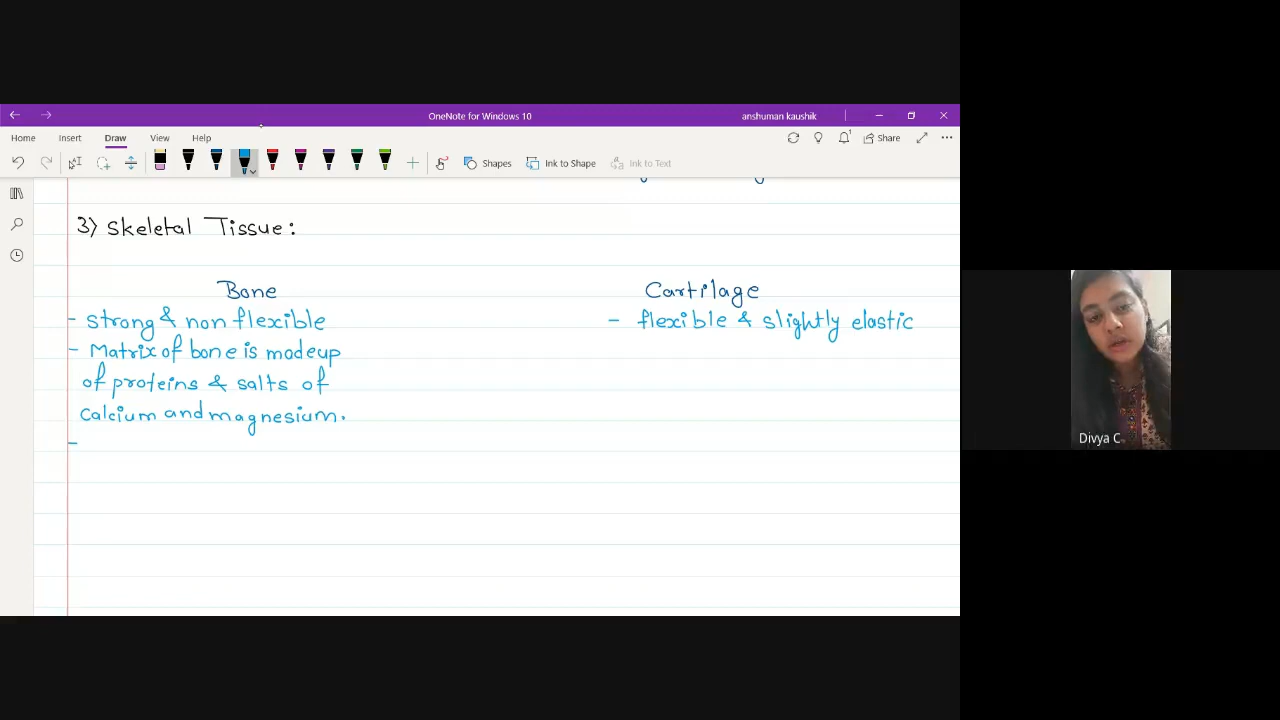 OneNote for Windows 10
anshuman kaushik
Home Insert Draw View Help
Share
Shapes Ink to Shape Ink to Text
3) Skeletal Tissue:
Bone Cartilage
- strong & non flexible - flexible & slightly elastic
- Matrix of bone is madeup
of proteins & salts of
calcium and magnesium.
-
Divya C